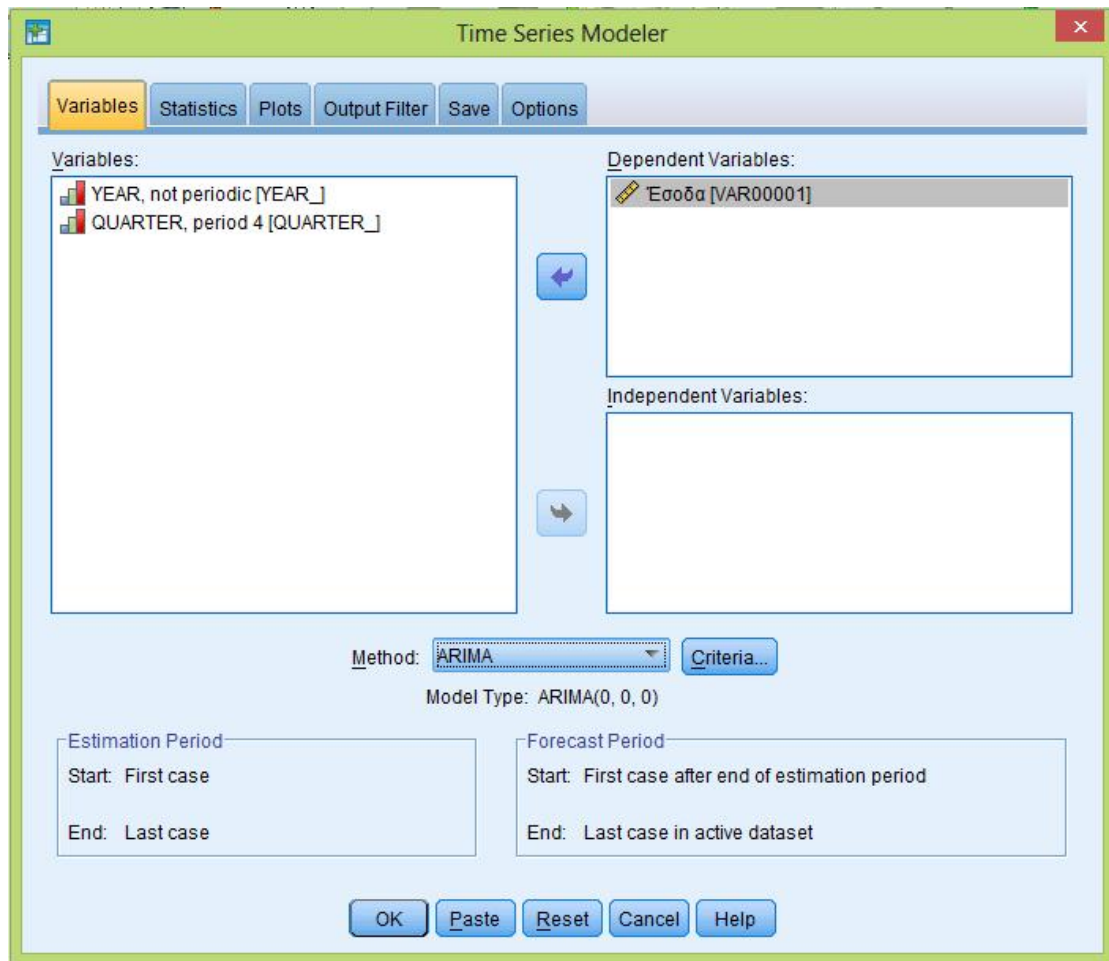 Time Series Modeler
Variables Statistics Plots Output Filter Save Options
Variables:
YEAR, not periodic [YEAR_]
QUARTER, period 4 [QUARTER_]
Dependent Variables:
Έσοδα [VAR00001]
Independent Variables:
Method: ARIMA Criteria...
Model Type: ARIMA(0, 0, 0)
Estimation Period
Start: First case
End: Last case
Forecast Period
Start: First case after end of estimation period
End: Last case in active dataset
OK Paste Reset Cancel Help